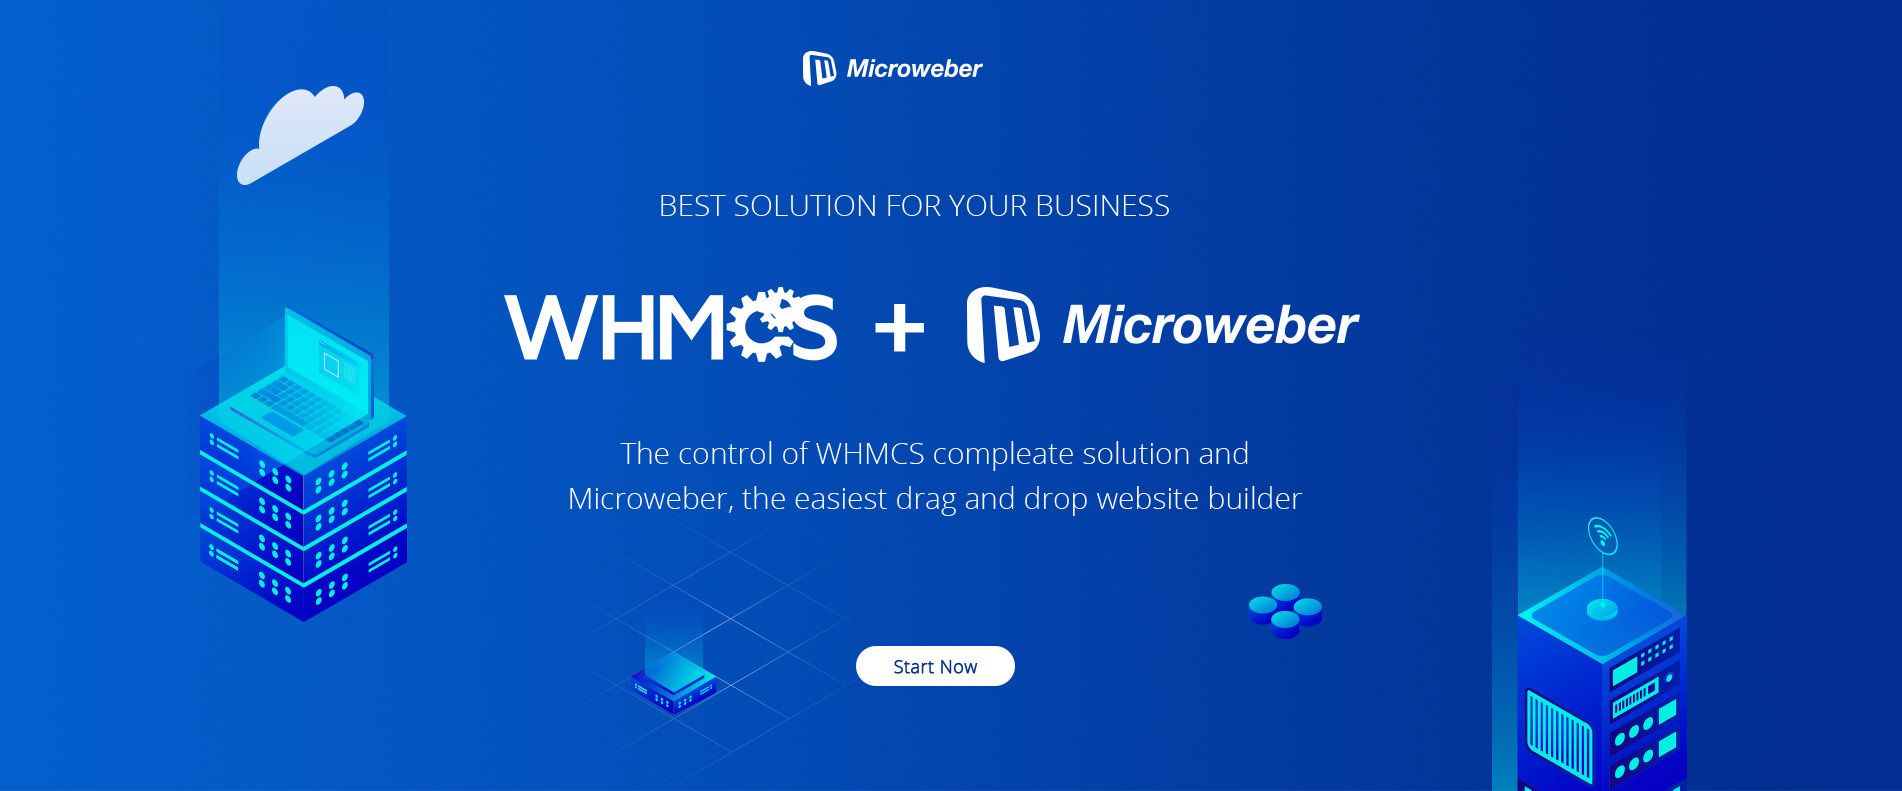 Microweber
BEST SOLUTION FOR YOUR BUSINESS
WHMCS + Microweber
The control of WHMCS compleate solution and
Microweber, the easiest drag and drop website builder
Start Now